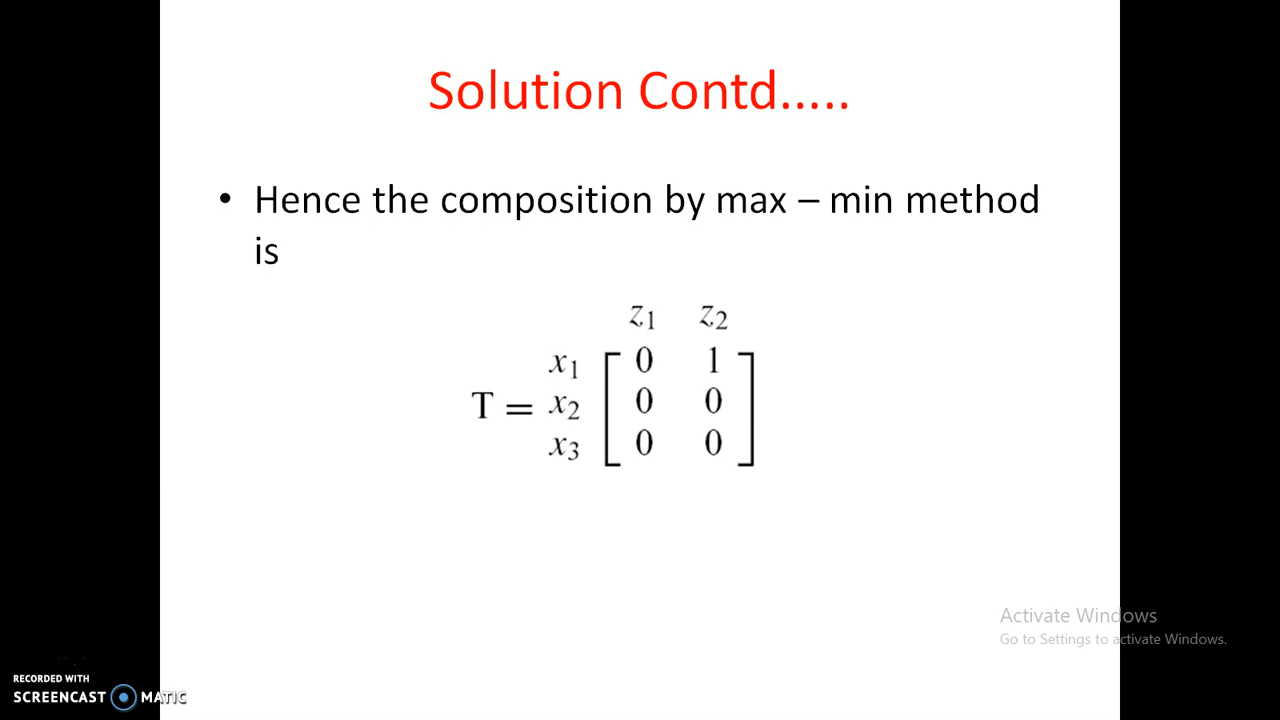 Solution Contd.....
• Hence the composition by max – min method
is
z1 z2
x1 0 1
T = x2 0 0
x3 0 0
Activate Windows
Go to Settings to activate Windows.
RECORDED WITH
SCREENCAST MATIC